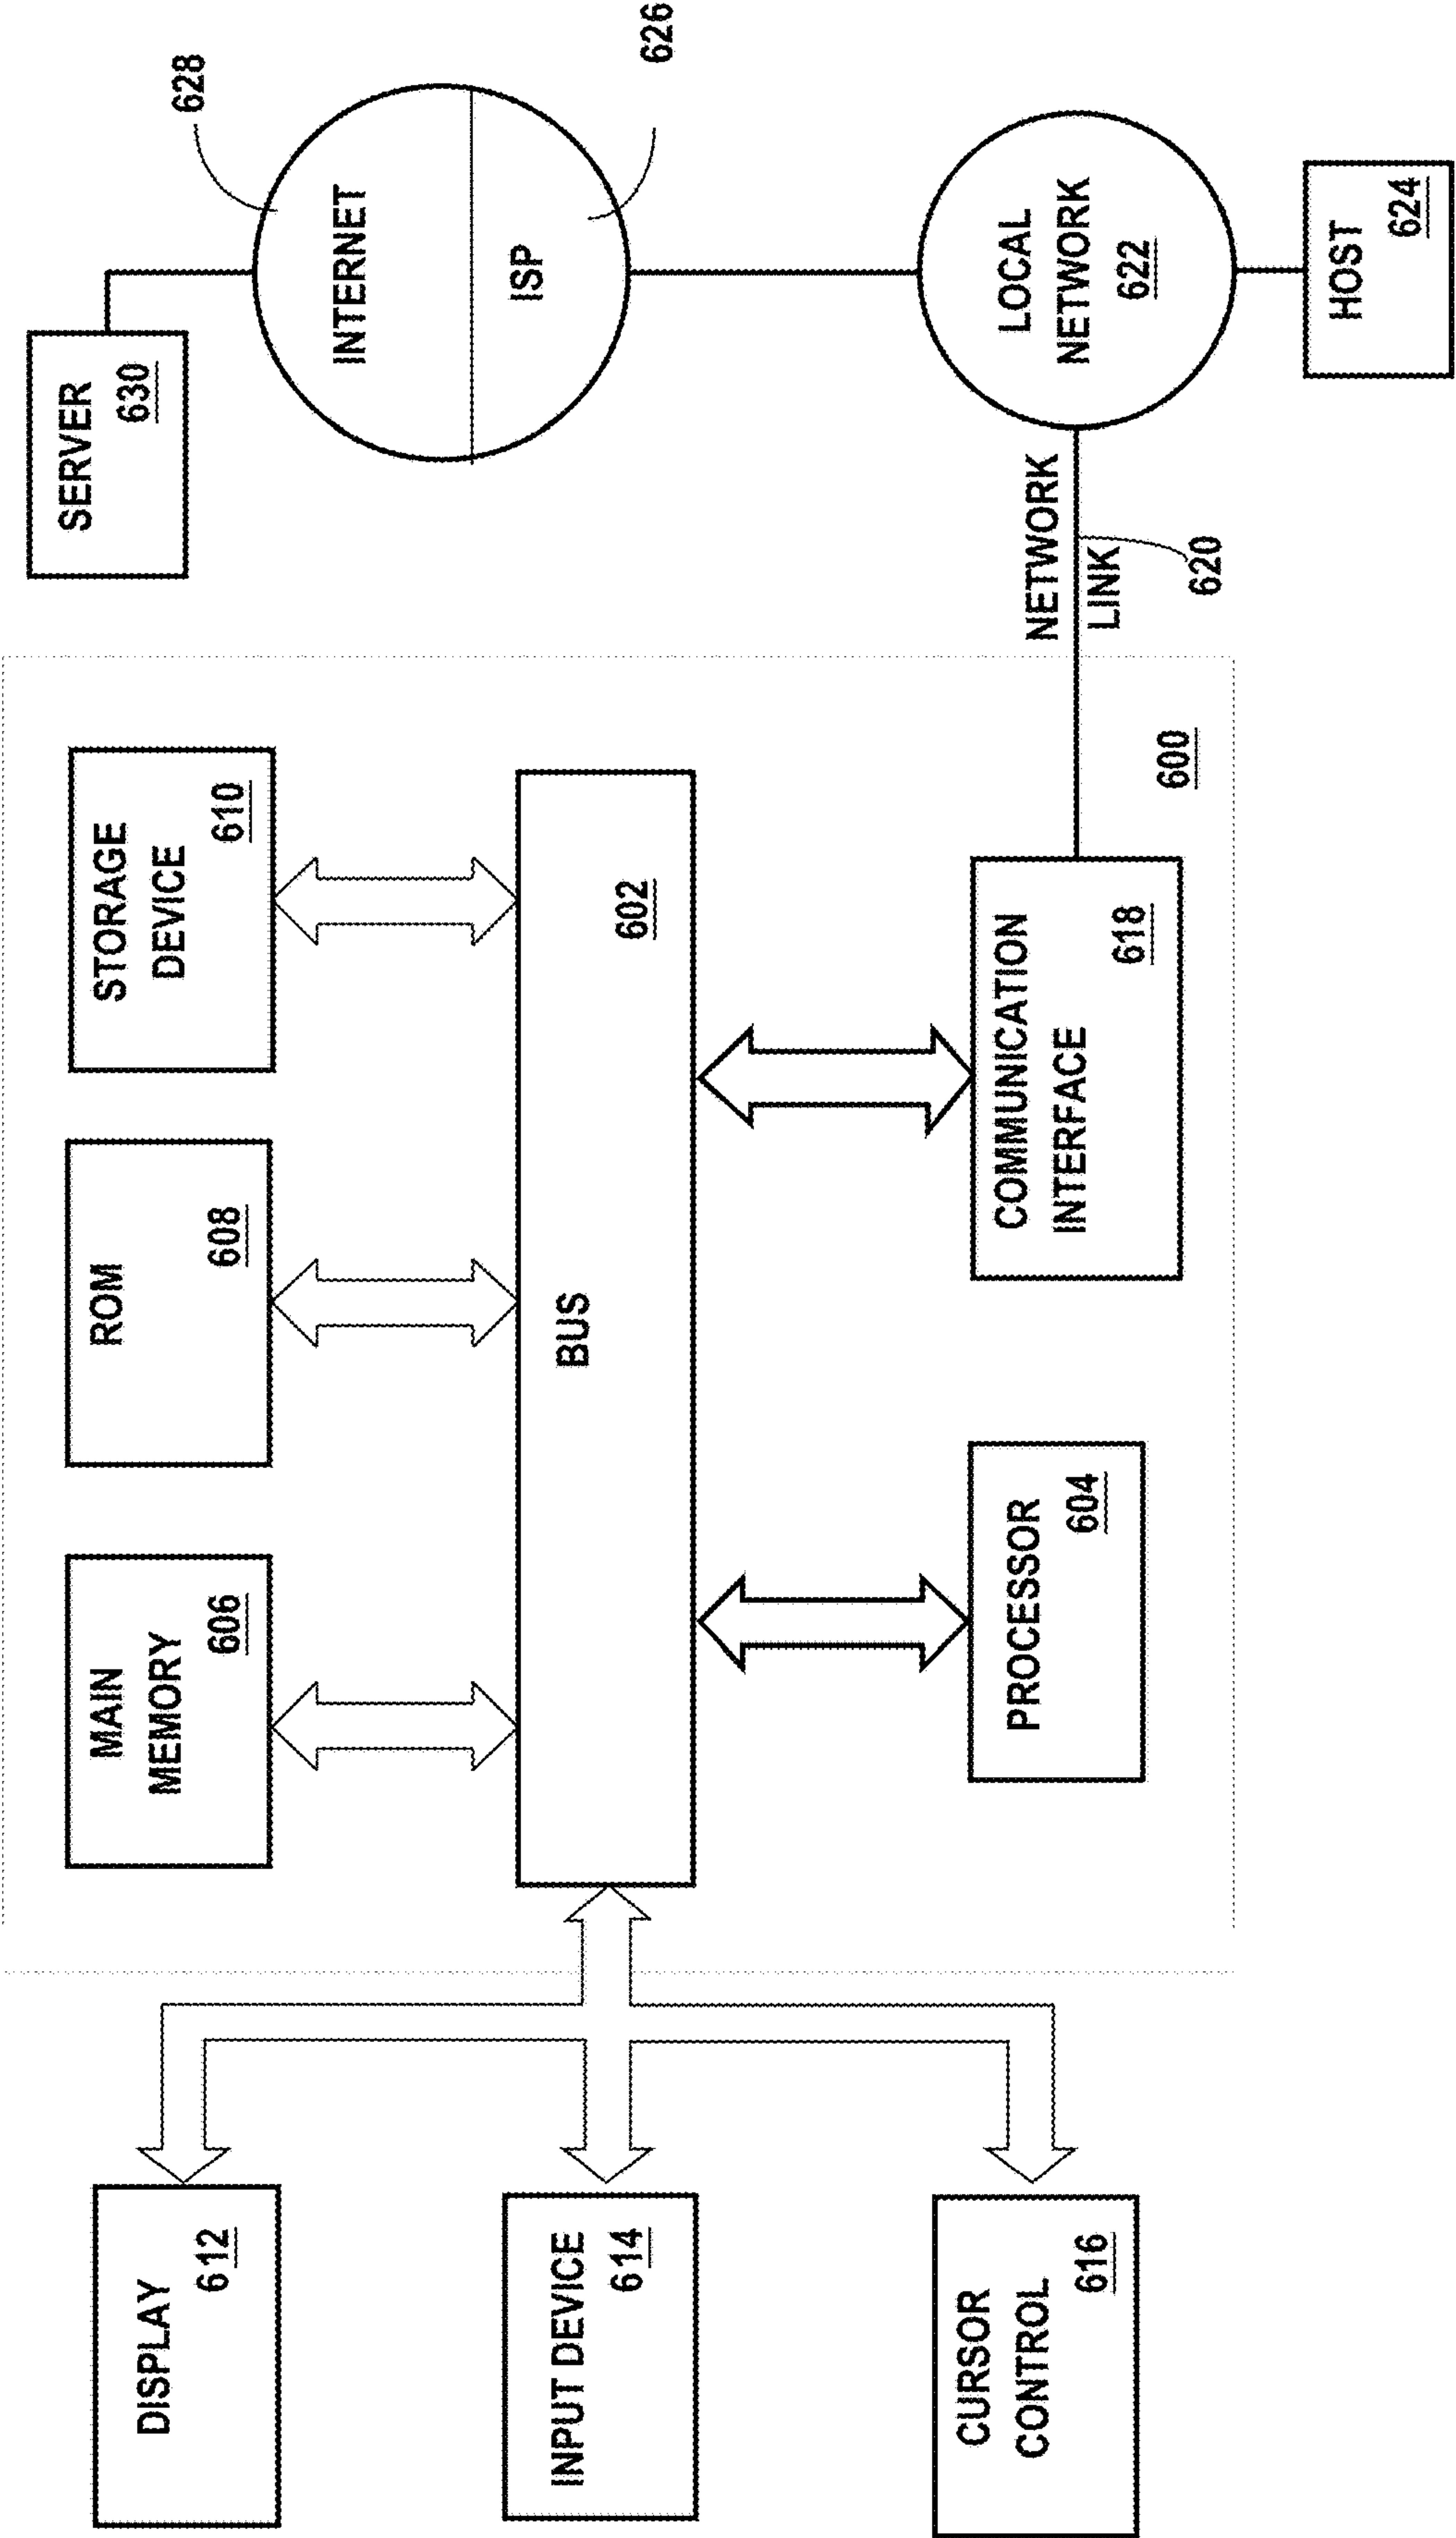 DISPLAY
612
INPUT DEVICE
614
CURSOR
CONTROL
616
MAIN
MEMORY
606
ROM
608
STORAGE
DEVICE
610
BUS
602
PROCESSOR
604
COMMUNICATION
INTERFACE
618
600
SERVER
630
628
INTERNET
ISP
626
NETWORK
LINK
620
LOCAL
NETWORK
622
HOST
624